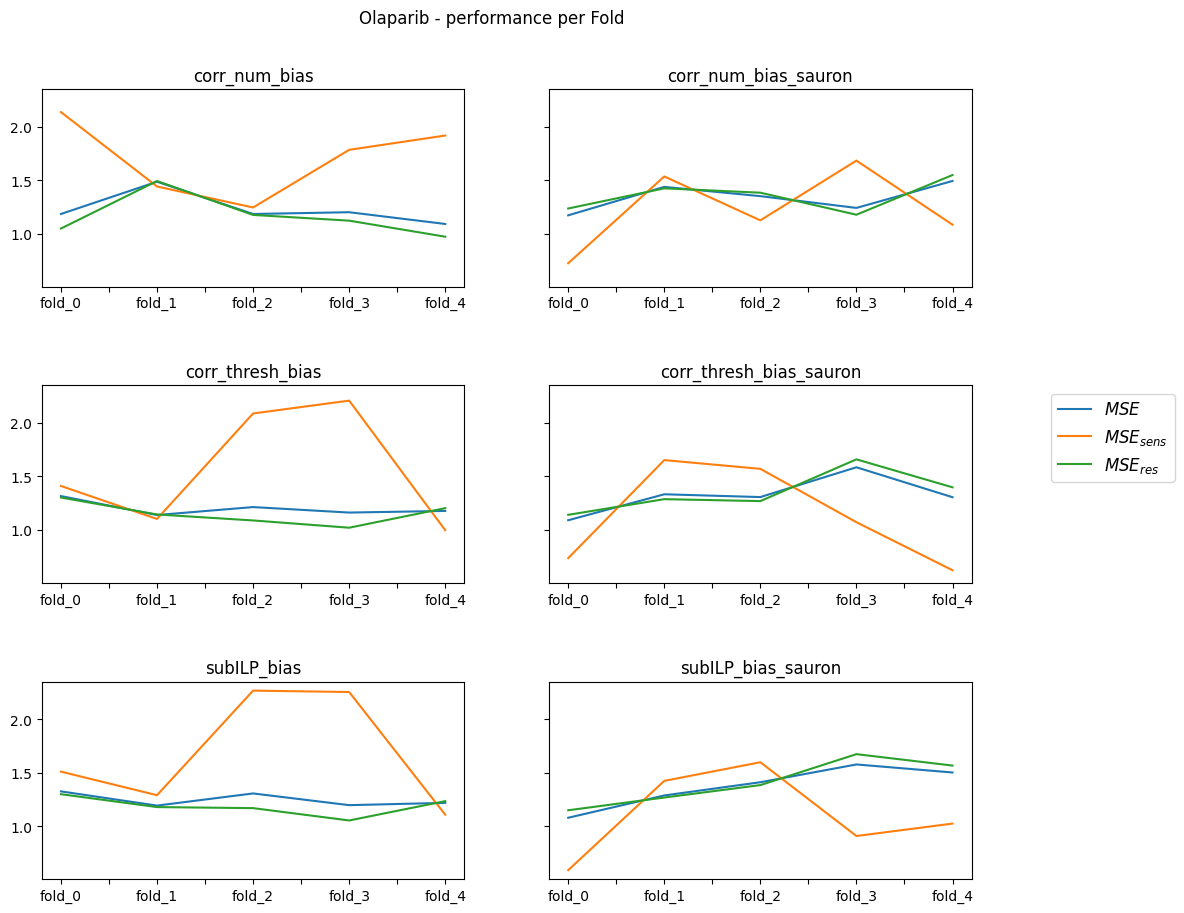 Olaparib - performance per Fold
corr_num_bias
corr_num_bias_sauron
2.0
1.5
1.0
fold_0 fold_1 fold_2 fold_3 fold_4
fold_0 fold_1 fold_2 fold_3 fold_4
corr_thresh_bias
corr_thresh_bias_sauron
2.0
1.5
1.0
fold_0 fold_1 fold_2 fold_3 fold_4
fold_0 fold_1 fold_2 fold_3 fold_4
MSE
MSE_sens
MSE_res
subILP_bias
subILP_bias_sauron
2.0
1.5
1.0
fold_0 fold_1 fold_2 fold_3 fold_4
fold_0 fold_1 fold_2 fold_3 fold_4